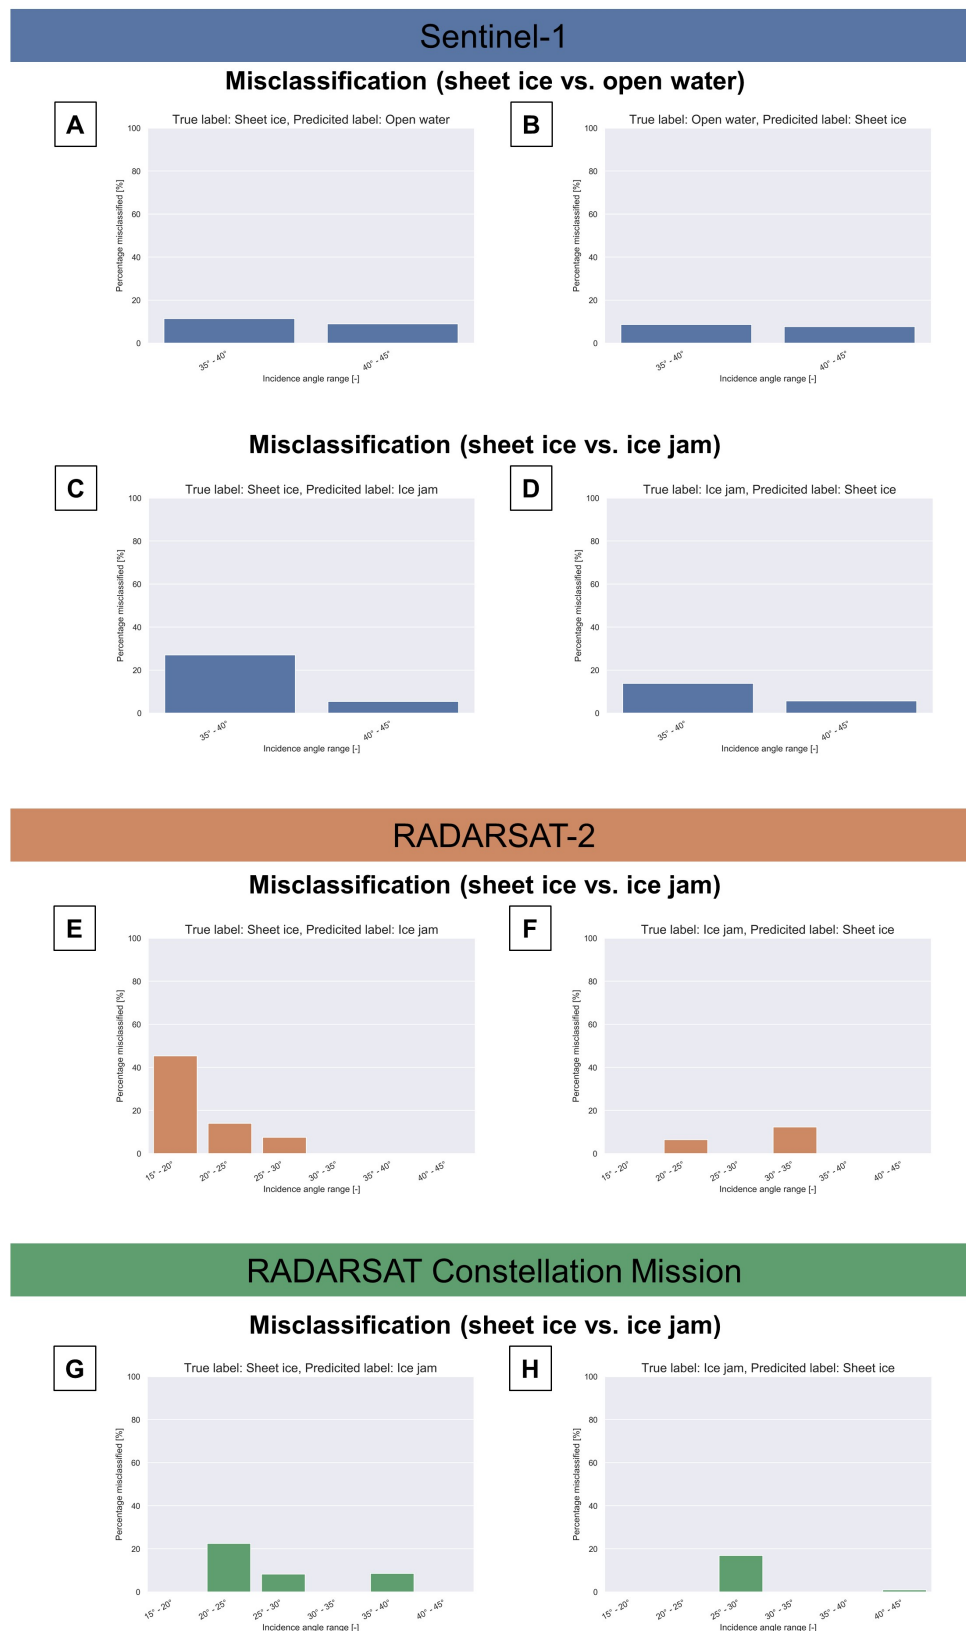 Sentinel-1
Misclassification (sheet ice vs. open water)
A
True label: Sheet ice, Predicited label: Open water
100
80
60
40
20
0
Percentage misclassified [%]
35° - 40°
40° - 45°
Incidence angle range [-]
B
True label: Open water, Predicited label: Sheet ice
100
80
60
40
20
0
Percentage misclassified [%]
35° - 40°
40° - 45°
Incidence angle range [-]
Misclassification (sheet ice vs. ice jam)
C
True label: Sheet ice, Predicited label: Ice jam
100
80
60
40
20
0
Percentage misclassified [%]
35° - 40°
40° - 45°
Incidence angle range [-]
D
True label: Ice jam, Predicited label: Sheet ice
100
80
60
40
20
0
Percentage misclassified [%]
35° - 40°
40° - 45°
Incidence angle range [-]
RADARSAT-2
Misclassification (sheet ice vs. ice jam)
E
True label: Sheet ice, Predicited label: Ice jam
100
80
60
40
20
0
Percentage misclassified [%]
15° - 20°
20° - 25°
25° - 30°
30° - 35°
35° - 40°
40° - 45°
Incidence angle range [-]
F
True label: Ice jam, Predicited label: Sheet ice
100
80
60
40
20
0
Percentage misclassified [%]
15° - 20°
20° - 25°
25° - 30°
30° - 35°
35° - 40°
40° - 45°
Incidence angle range [-]
RADARSAT Constellation Mission
Misclassification (sheet ice vs. ice jam)
G
True label: Sheet ice, Predicited label: Ice jam
100
80
60
40
20
0
Percentage misclassified [%]
15° - 20°
20° - 25°
25° - 30°
30° - 35°
35° - 40°
40° - 45°
Incidence angle range [-]
H
True label: Ice jam, Predicited label: Sheet ice
100
80
60
40
20
0
Percentage misclassified [%]
15° - 20°
20° - 25°
25° - 30°
30° - 35°
35° - 40°
40° - 45°
Incidence angle range [-]